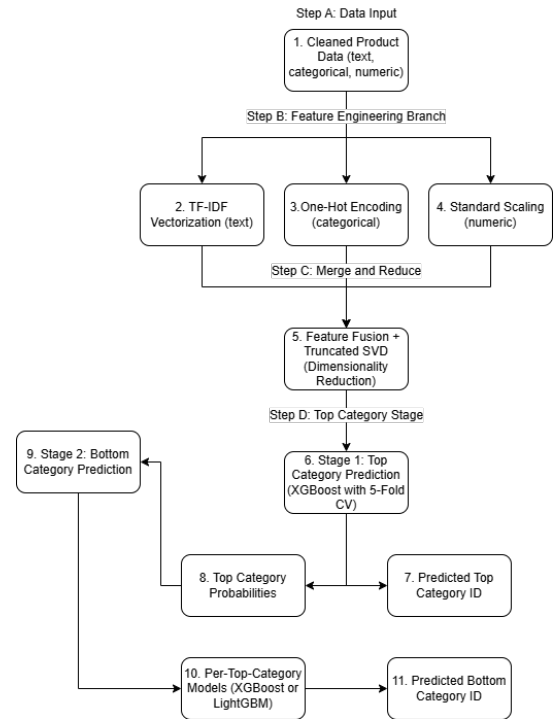 Step A: Data Input
1. Cleaned Product
Data (text,
categorical, numeric)
Step B: Feature Engineering Branch
2. TF-IDF
Vectorization (text)
3.One-Hot Encoding
(categorical)
4. Standard Scaling
(numeric)
Step C: Merge and Reduce
5. Feature Fusion +
Truncated SVD
(Dimensionality
Reduction)
Step D: Top Category Stage
6. Stage 1: Top
Category Prediction
(XGBoost with 5-Fold
CV)
9. Stage 2: Bottom
Category Prediction
8. Top Category
Probabilities
7. Predicted Top
Category ID
10. Per-Top-Category
Models (XGBoost or
LightGBM)
11. Predicted Bottom
Category ID